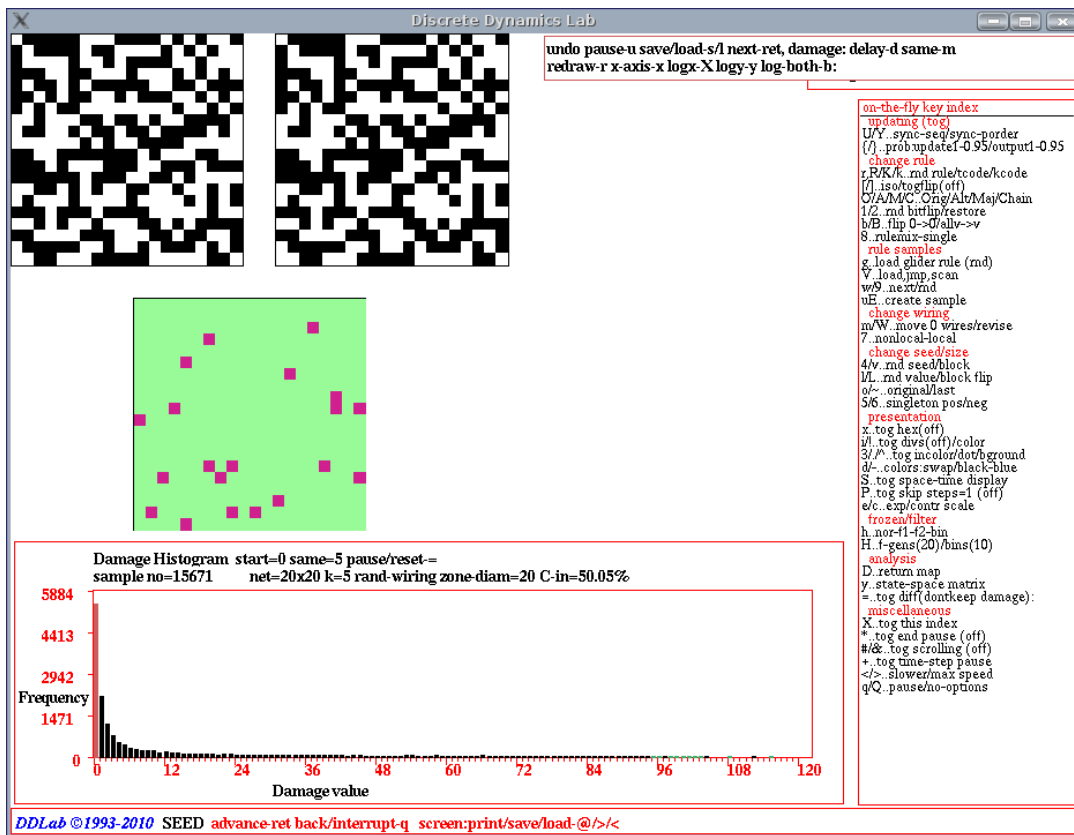 Discrete Dynamics Lab
undo pause-u save/load-s/l next-ret, damage: delay-d same-m
redraw-r x-axis-x logx-X logy-y log-both-b:
on-the-fly key index
updating (tog)
U/Y..sync-seq/sync-porder
{/}..prob:update1-0.95/output1-0.95
change rule
r,R/K/k..rnd rule/tcode/kcode
[/]..iso/togflip(off)
O/A/M/C..Orig/Alt/Maj/Chain
1/2..rnd bitflip/restore
b/B..flip 0->0/allv->v
8..rulemix-single
rule samples
g..load glider rule (rnd)
V..load,jmp,scan
w/9..next/rnd
uE..create sample
change wiring
m/W..move 0 wires/revise
7..nonlocal-local
change seed/size
4/v..rnd seed/block
l/L..rnd value/block flip
o/~..original/last
5/6..singleton pos/neg
presentation
x..tog hex(off)
i/!..tog divs(off)/color
3/./^..tog incolor/dot/bground
d/-..colors:swap/black-blue
S..tog space-time display
P..tog skip steps=1 (off)
e/c..exp/contr scale
frozen/filter
h..nor-f1-f2-bin
H..f-gens(20)/bins(10)
analysis
D..return map
y..state-space matrix
=..tog diff(dontkeep damage):
miscellaneous
X..tog this index
*..tog end pause (off)
#/&..tog scrolling (off)
+..tog time-step pause
</>..slower/max speed
q/Q..pause/no-options
Damage Histogram start=0 same=5 pause/reset-=
sample no=15671 net=20x20 k=5 rand-wiring zone-diam=20 C-in=50.05%
5884
4413
2942
Frequency
1471
0
0 12 24 36 48 60 72 84 96 108 120
Damage value
DDLab ©1993-2010 SEED advance-ret back/interrupt-q screen:print/save/load-@/>/<